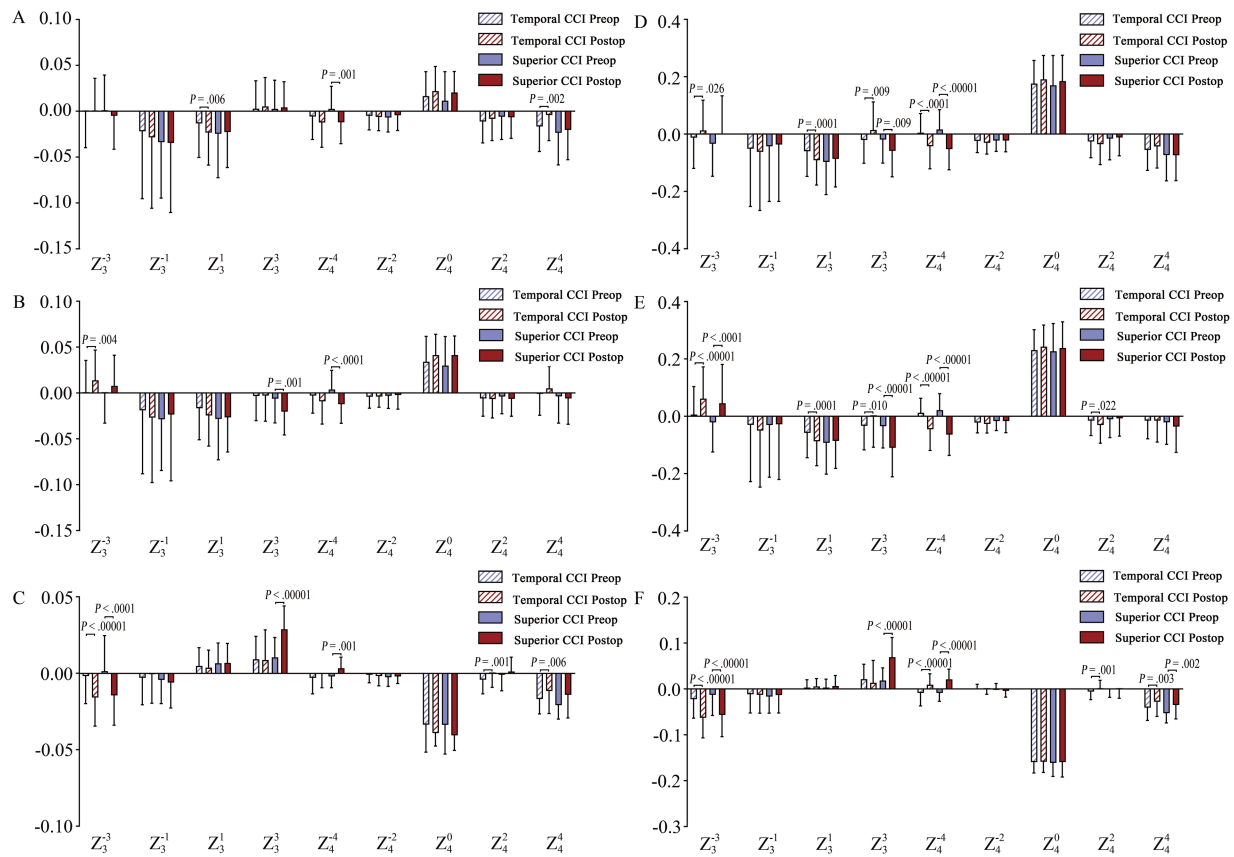 A
0.10
0.05
0.00
-0.05
-0.10
-0.15
Temporal CCI Preop
Temporal CCI Postop
Superior CCI Preop
Superior CCI Postop
P = .006
P = .001
P = .002
Z₃⁻³ Z₃⁻¹ Z₃¹ Z₃³ Z₄⁻⁴ Z₄⁻² Z₄⁰ Z₄² Z₄⁴
D
0.4
0.2
0.0
-0.2
-0.4
Temporal CCI Preop
Temporal CCI Postop
Superior CCI Preop
Superior CCI Postop
P = .026
P = .0001
P = .009
P = .009
P < .0001
P < .00001
Z₃⁻³ Z₃⁻¹ Z₃¹ Z₃³ Z₄⁻⁴ Z₄⁻² Z₄⁰ Z₄² Z₄⁴
B
0.10
0.05
0.00
-0.05
-0.10
-0.15
Temporal CCI Preop
Temporal CCI Postop
Superior CCI Preop
Superior CCI Postop
P = .004
P = .001
P < .0001
Z₃⁻³ Z₃⁻¹ Z₃¹ Z₃³ Z₄⁻⁴ Z₄⁻² Z₄⁰ Z₄² Z₄⁴
E
0.4
0.2
0.0
-0.2
-0.4
Temporal CCI Preop
Temporal CCI Postop
Superior CCI Preop
Superior CCI Postop
P < .0001
P < .00001
P = .0001
P = .010
P < .00001
P < .00001
P < .00001
P = .022
Z₃⁻³ Z₃⁻¹ Z₃¹ Z₃³ Z₄⁻⁴ Z₄⁻² Z₄⁰ Z₄² Z₄⁴
C
0.05
0.00
-0.05
-0.10
Temporal CCI Preop
Temporal CCI Postop
Superior CCI Preop
Superior CCI Postop
P < .0001
P < .00001
P < .00001
P = .001
P = .001
P = .006
Z₃⁻³ Z₃⁻¹ Z₃¹ Z₃³ Z₄⁻⁴ Z₄⁻² Z₄⁰ Z₄² Z₄⁴
F
0.2
0.1
0.0
-0.1
-0.2
-0.3
Temporal CCI Preop
Temporal CCI Postop
Superior CCI Preop
Superior CCI Postop
P < .00001
P < .00001
P < .00001
P < .00001
P < .00001
P = .001
P = .003
P = .002
Z₃⁻³ Z₃⁻¹ Z₃¹ Z₃³ Z₄⁻⁴ Z₄⁻² Z₄⁰ Z₄² Z₄⁴